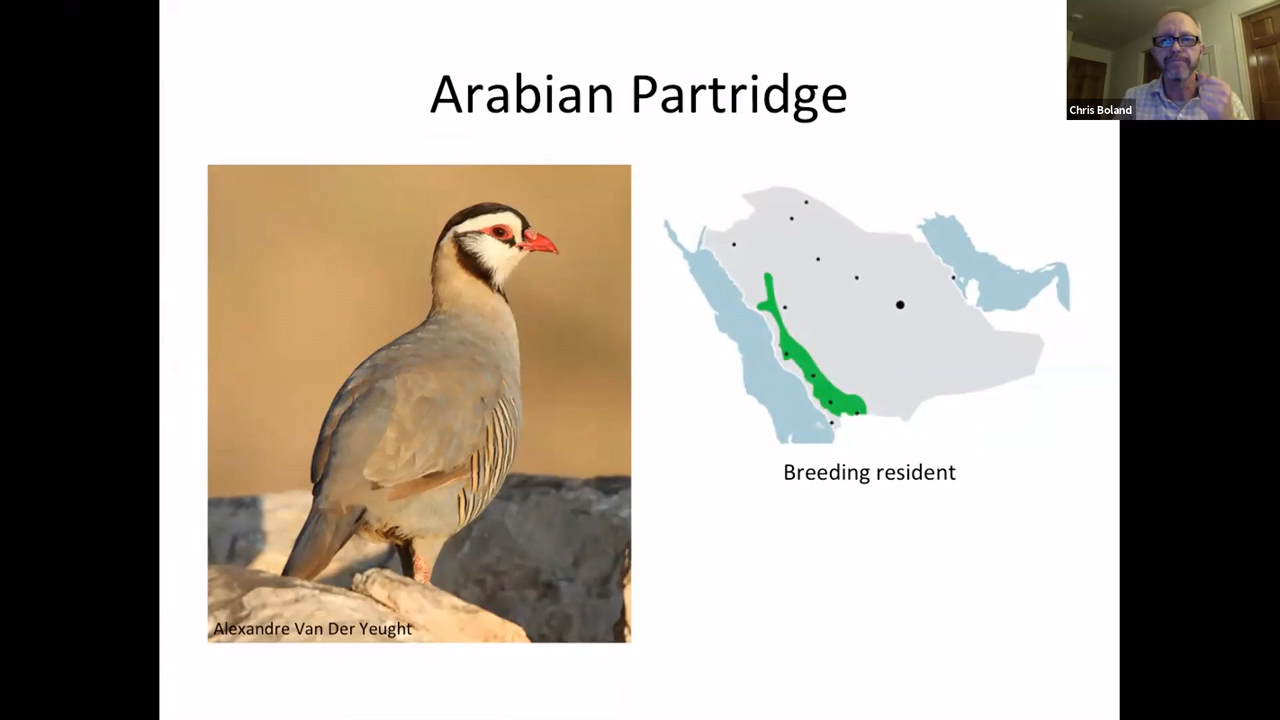 Arabian Partridge
Chris Boland
Breeding resident
Alexandre Van Der Yeught